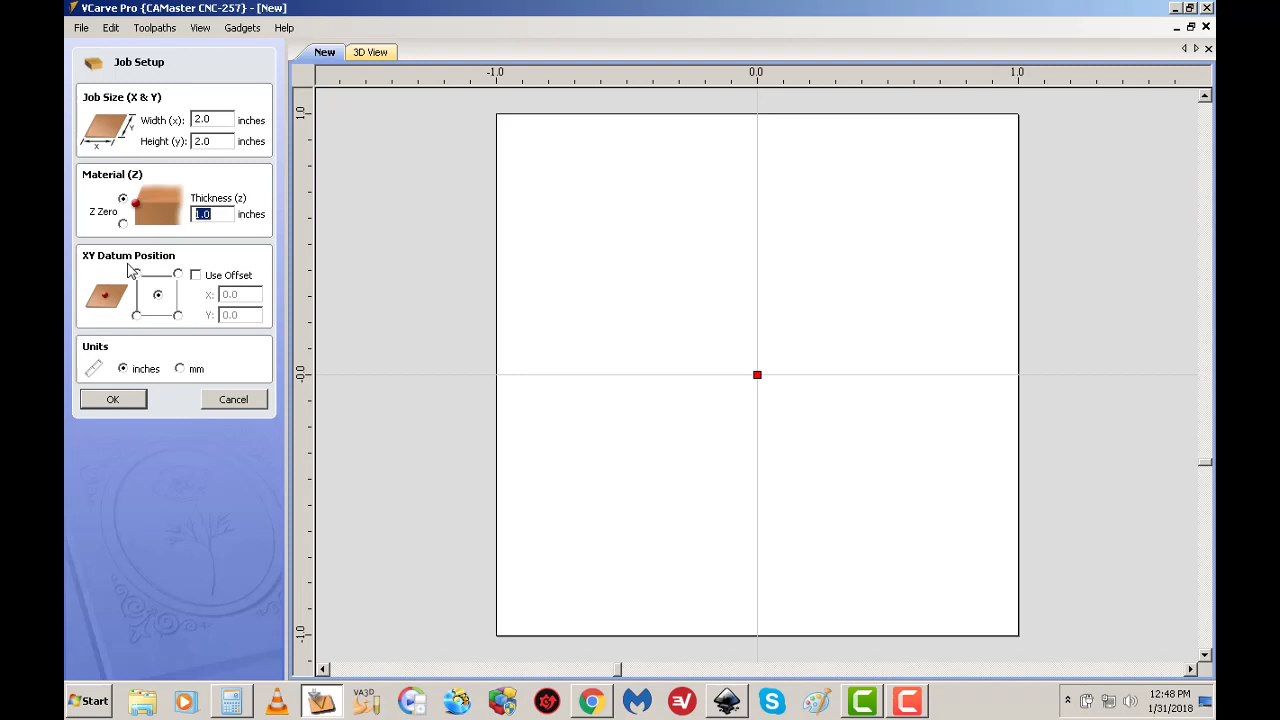 VCarve Pro {CAMaster CNC-257} - [New]
File Edit Toolpaths View Gadgets Help
New 3D View
Job Setup
Job Size (X & Y)
Width (x): 2.0 inches
Height (y): 2.0 inches
Y
X
Material (Z)
Thickness (z)
Z Zero
1.0 inches
XY Datum Position
Use Offset
X: 0.0
Y: 0.0
Units
inches mm
OK Cancel
-1.0 0.0 1.0
1.0
-0.0
-1.0
Start
VA3D
12:48 PM
1/31/2018